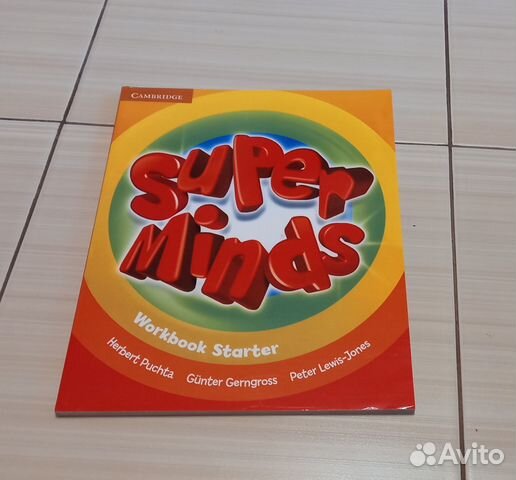 CAMBRIDGE
Super
Minds
Workbook Starter
Herbert Puchta Günter Gerngross Peter Lewis-Jones
Avito